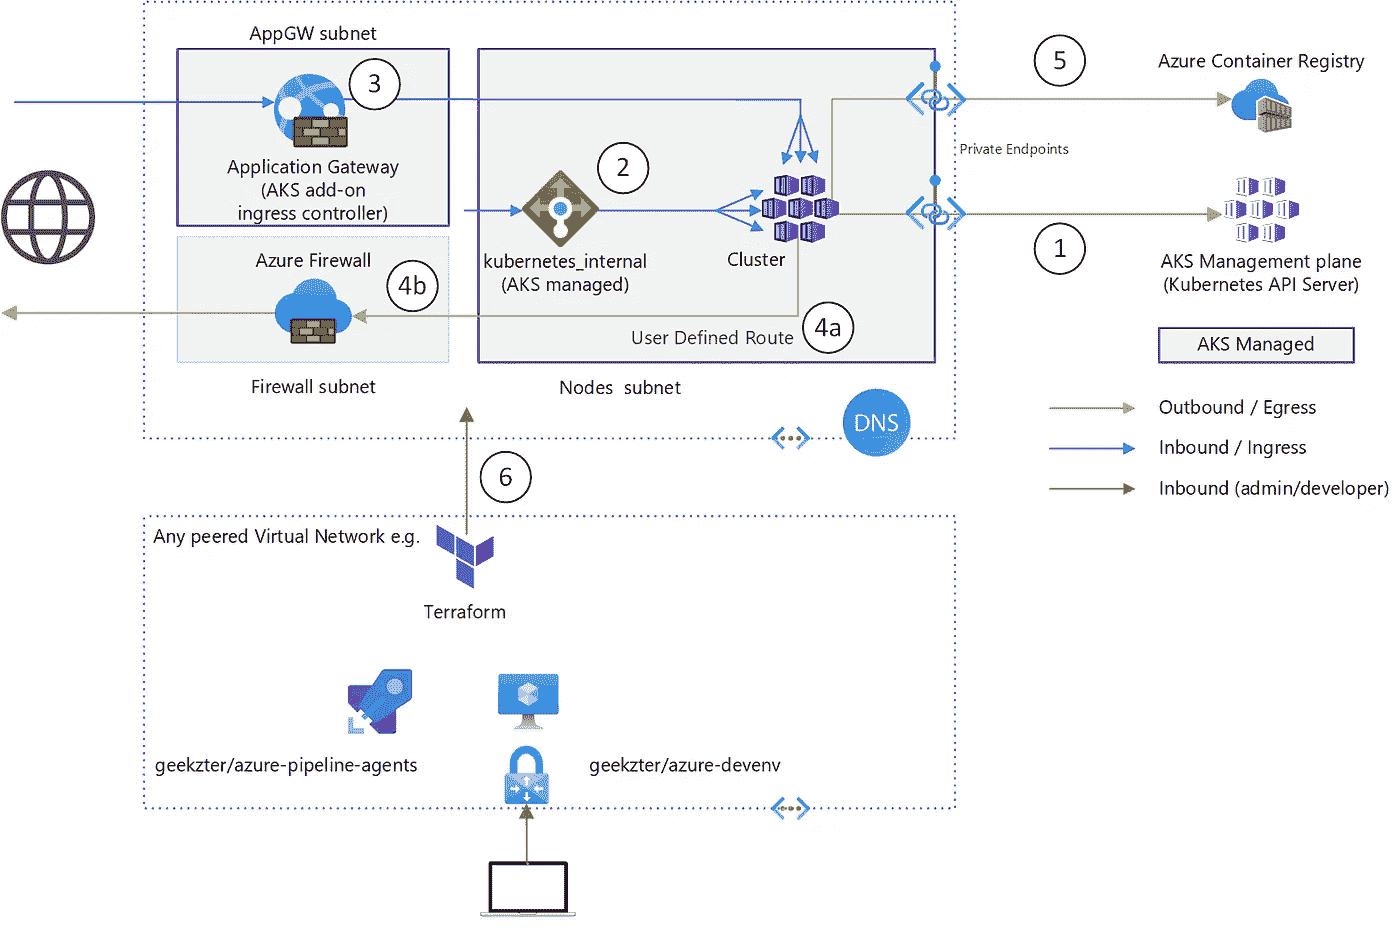 AppGW subnet
3
Application Gateway
(AKS add-on
ingress controller)
5
Azure Container Registry
2
Private Endpoints
kubernetes_internal
(AKS managed)
Cluster
1
AKS Management plane
(Kubernetes API Server)
Azure Firewall
4b
User Defined Route
4a
AKS Managed
Firewall subnet
Nodes subnet
DNS
Outbound / Egress
Inbound / Ingress
Inbound (admin/developer)
6
Any peered Virtual Network e.g.
Terraform
geekzter/azure-pipeline-agents
geekzter/azure-devenv